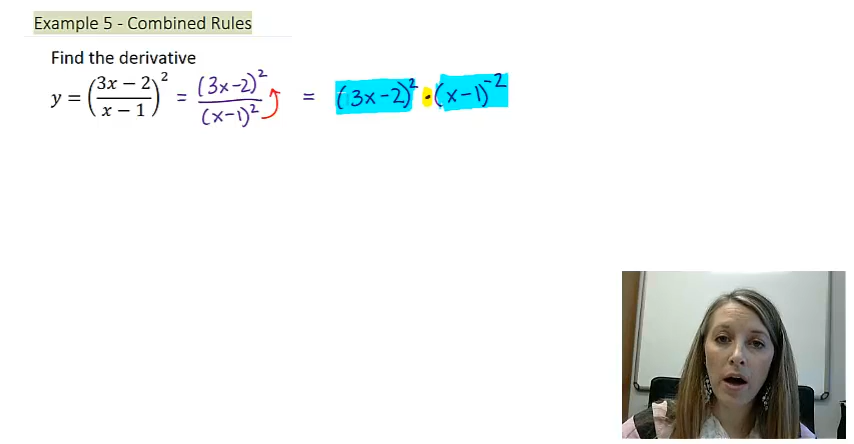 Example 5 - Combined Rules
Find the derivative
y = ((3x − 2)/(x − 1))² = (3x-2)²/(x-1)² = (3x-2)² · (x-1)⁻²